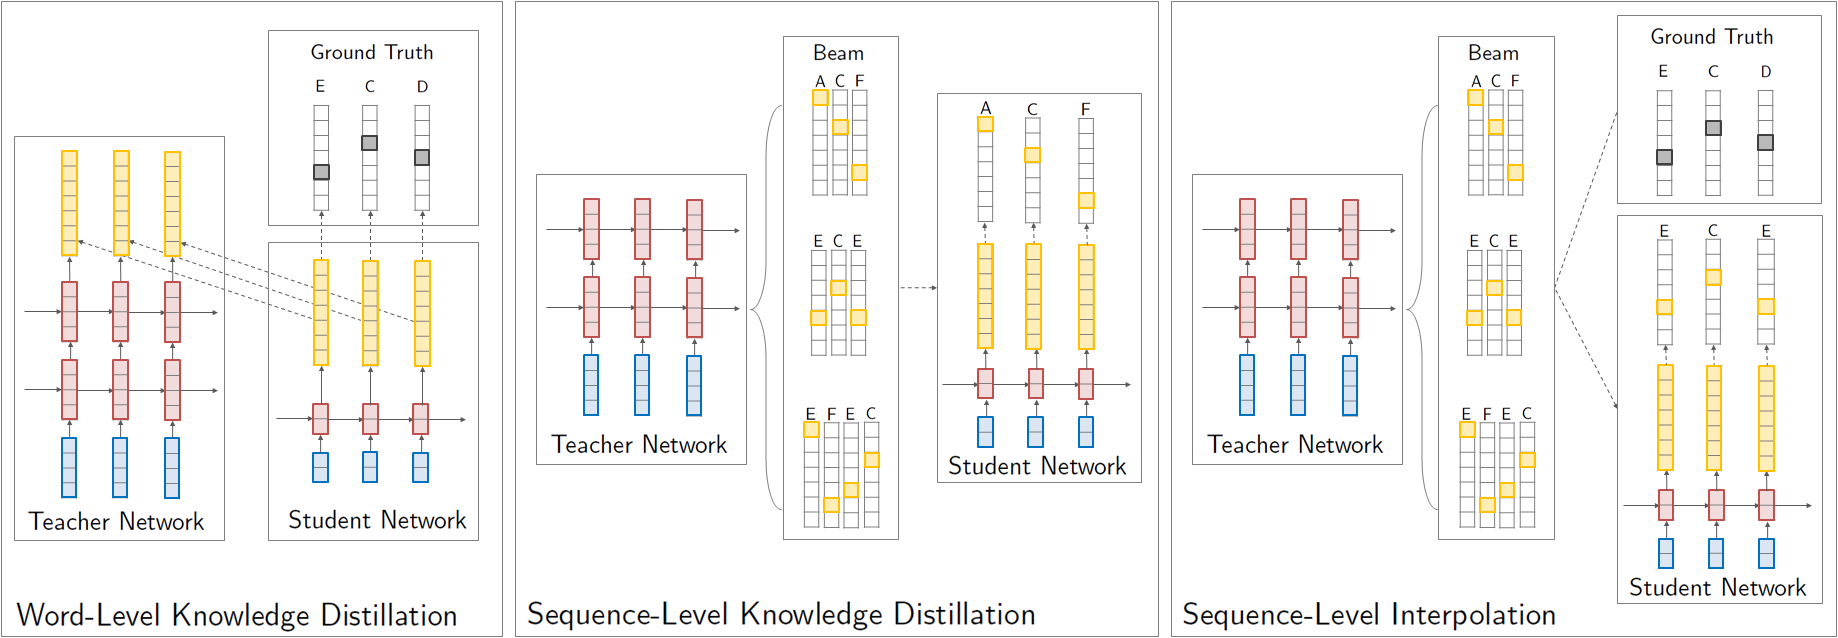 Ground Truth
E C D
Teacher Network
Student Network
Word-Level Knowledge Distillation
Beam
A C F
E C E
E F E C
Teacher Network
A C F
Student Network
Sequence-Level Knowledge Distillation
Beam
A C F
E C E
E F E C
Teacher Network
Ground Truth
E C D
E C E
Student Network
Sequence-Level Interpolation